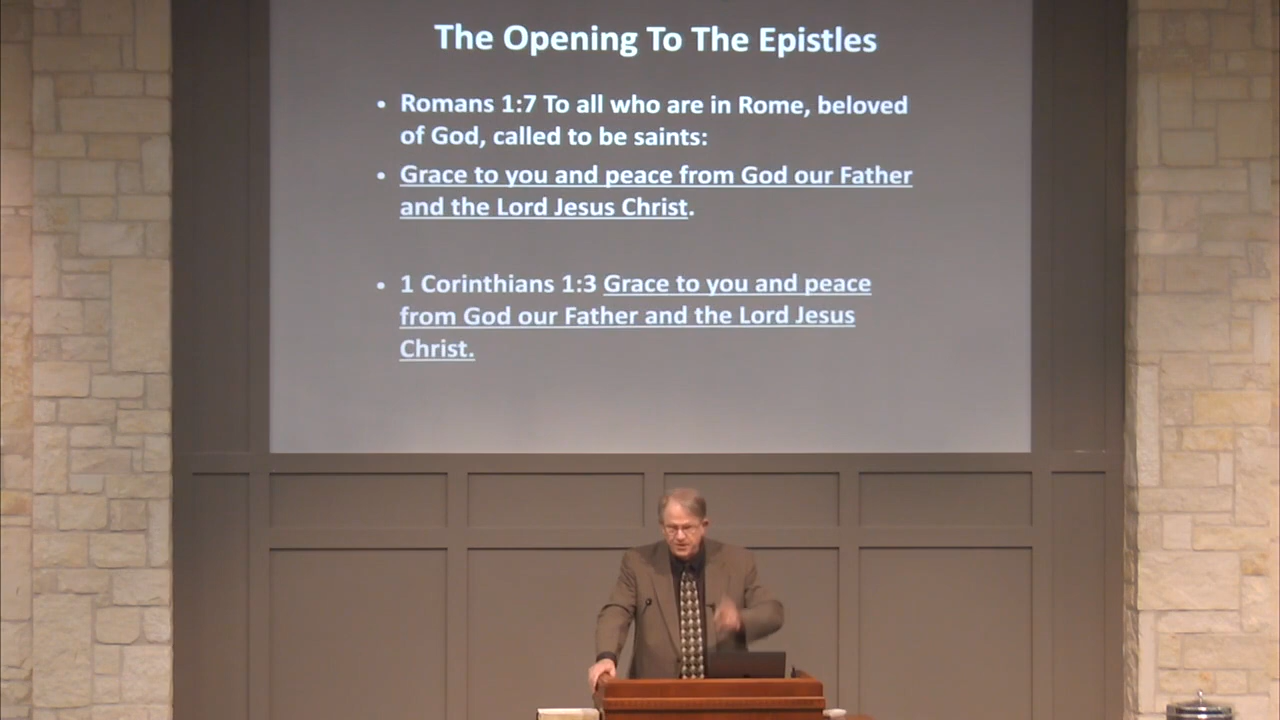 The Opening To The Epistles
• Romans 1:7 To all who are in Rome, beloved
of God, called to be saints:
• Grace to you and peace from God our Father
and the Lord Jesus Christ.
• 1 Corinthians 1:3 Grace to you and peace
from God our Father and the Lord Jesus
Christ.